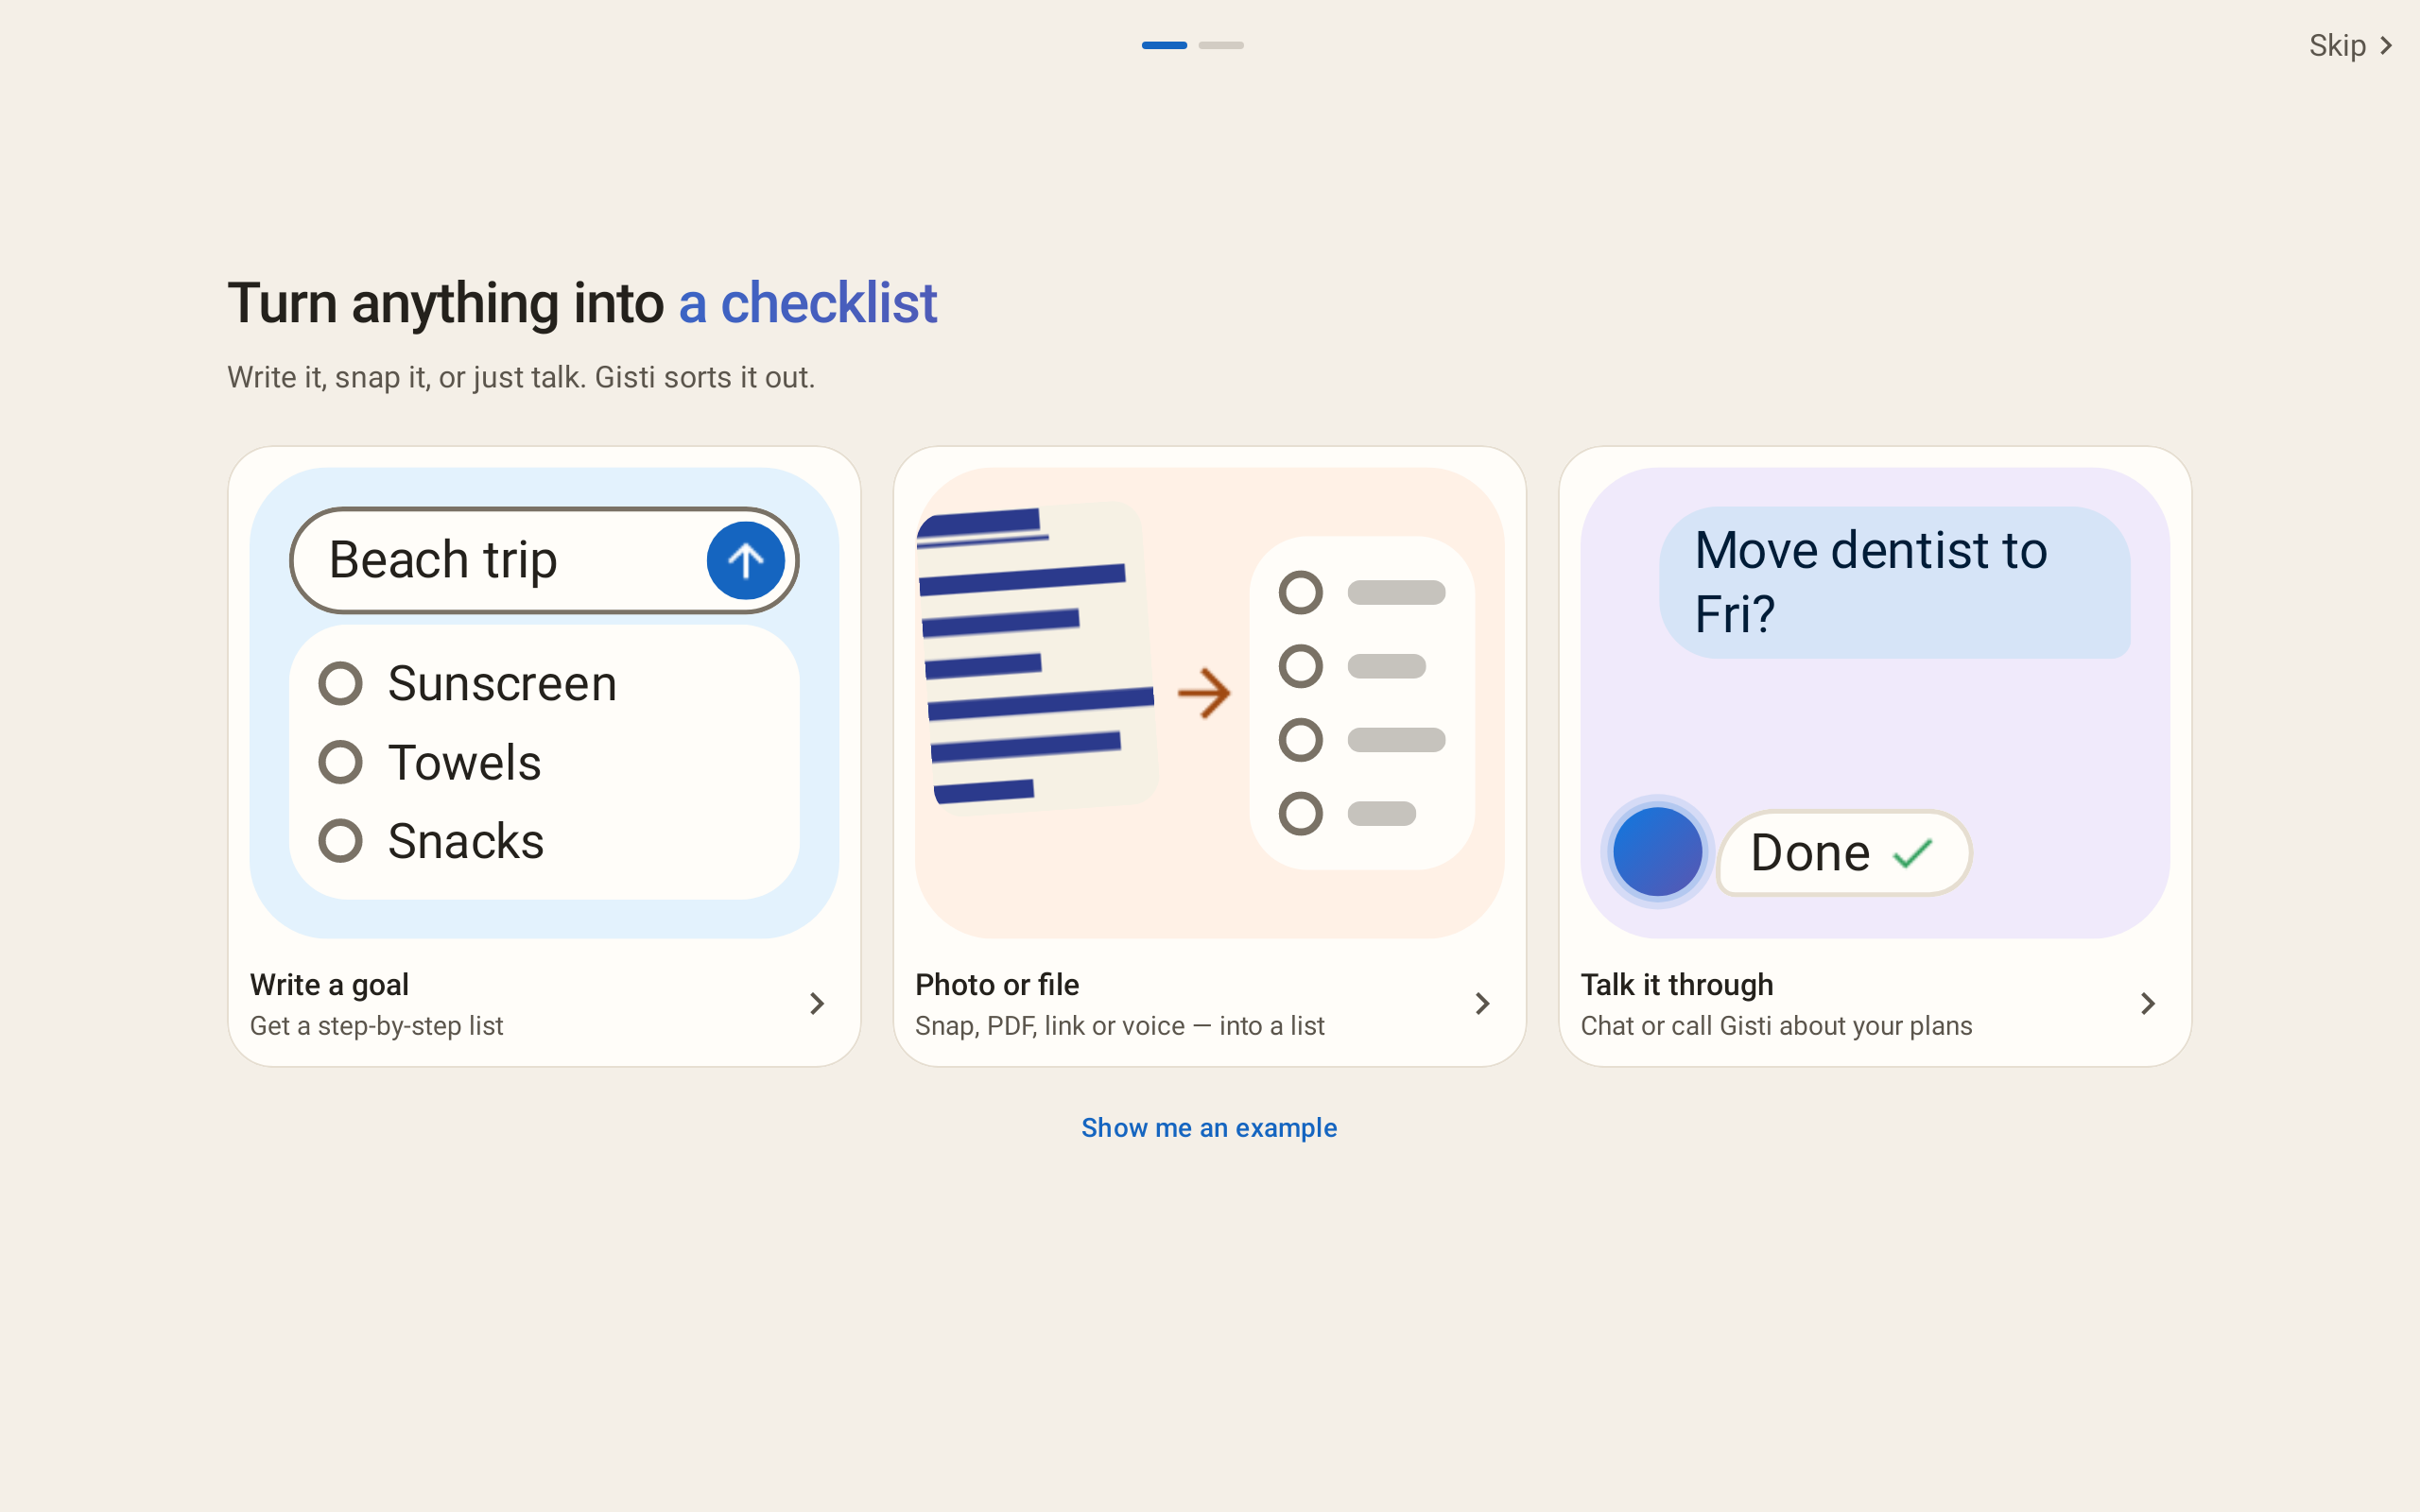 Skip
Turn anything into a checklist
Write it, snap it, or just talk. Gisti sorts it out.
Beach trip
Sunscreen
Towels
Snacks
Write a goal
Get a step-by-step list
Photo or file
Snap, PDF, link or voice — into a list
Move dentist to
Fri?
Done
Talk it through
Chat or call Gisti about your plans
Show me an example